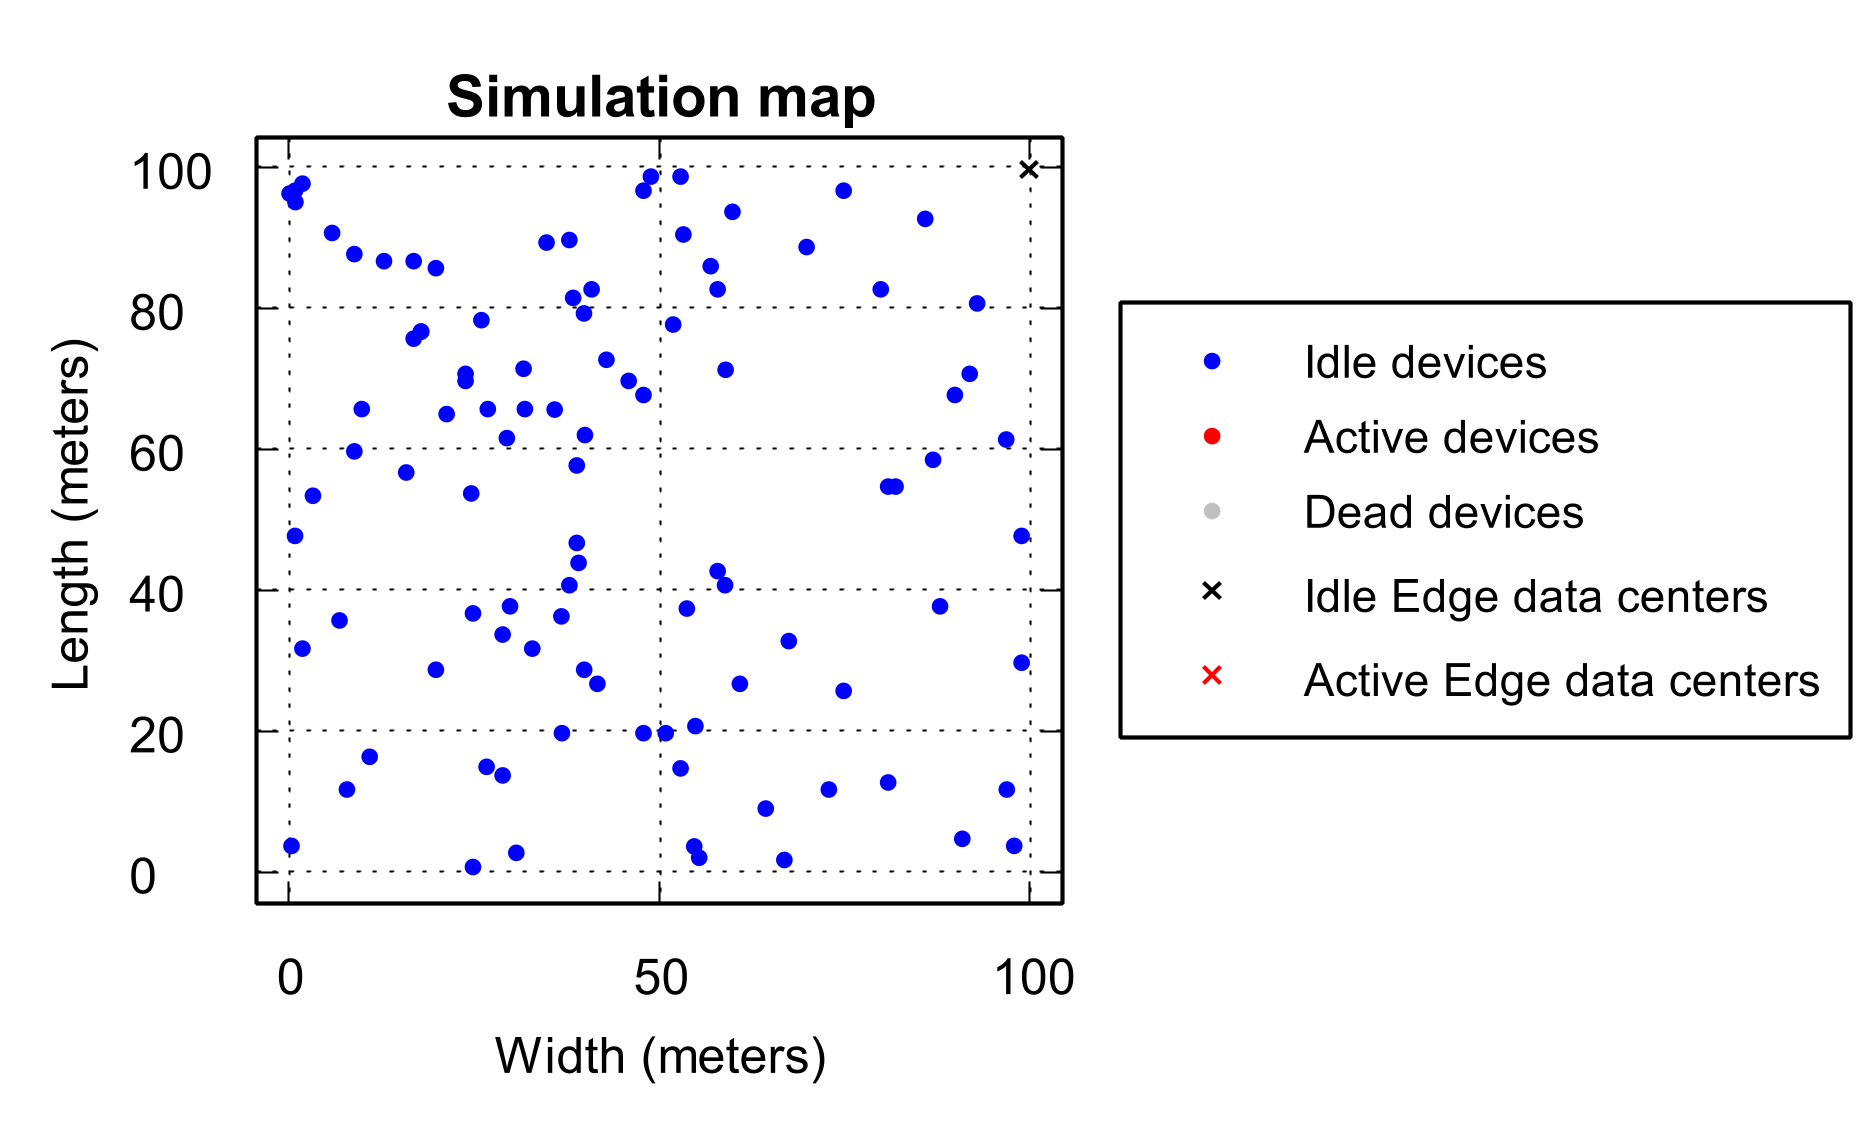 Simulation map
100
80
60
40
20
0
Length (meters)
0 50 100
Width (meters)
Idle devices
Active devices
Dead devices
Idle Edge data centers
Active Edge data centers